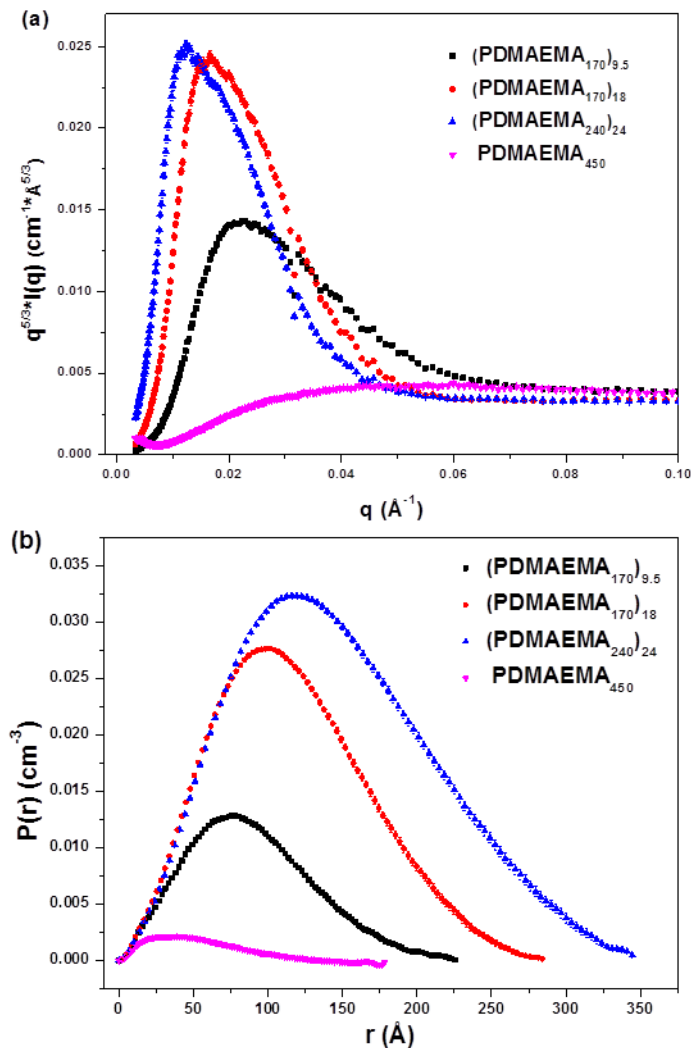 (a)
0.025
0.020
0.015
0.010
0.005
0.000
q^5/3*I(q) (cm^-1*Å^5/3)
(PDMAEMA₁₇₀)₉.₅
(PDMAEMA₁₇₀)₁₈
(PDMAEMA₂₄₀)₂₄
PDMAEMA₄₅₀
0.00 0.02 0.04 0.06 0.08 0.10
q (Å⁻¹)
(b)
0.035
0.030
0.025
0.020
0.015
0.010
0.005
0.000
P(r) (cm⁻³)
(PDMAEMA₁₇₀)₉.₅
(PDMAEMA₁₇₀)₁₈
(PDMAEMA₂₄₀)₂₄
PDMAEMA₄₅₀
0 50 100 150 200 250 300 350
r (Å)